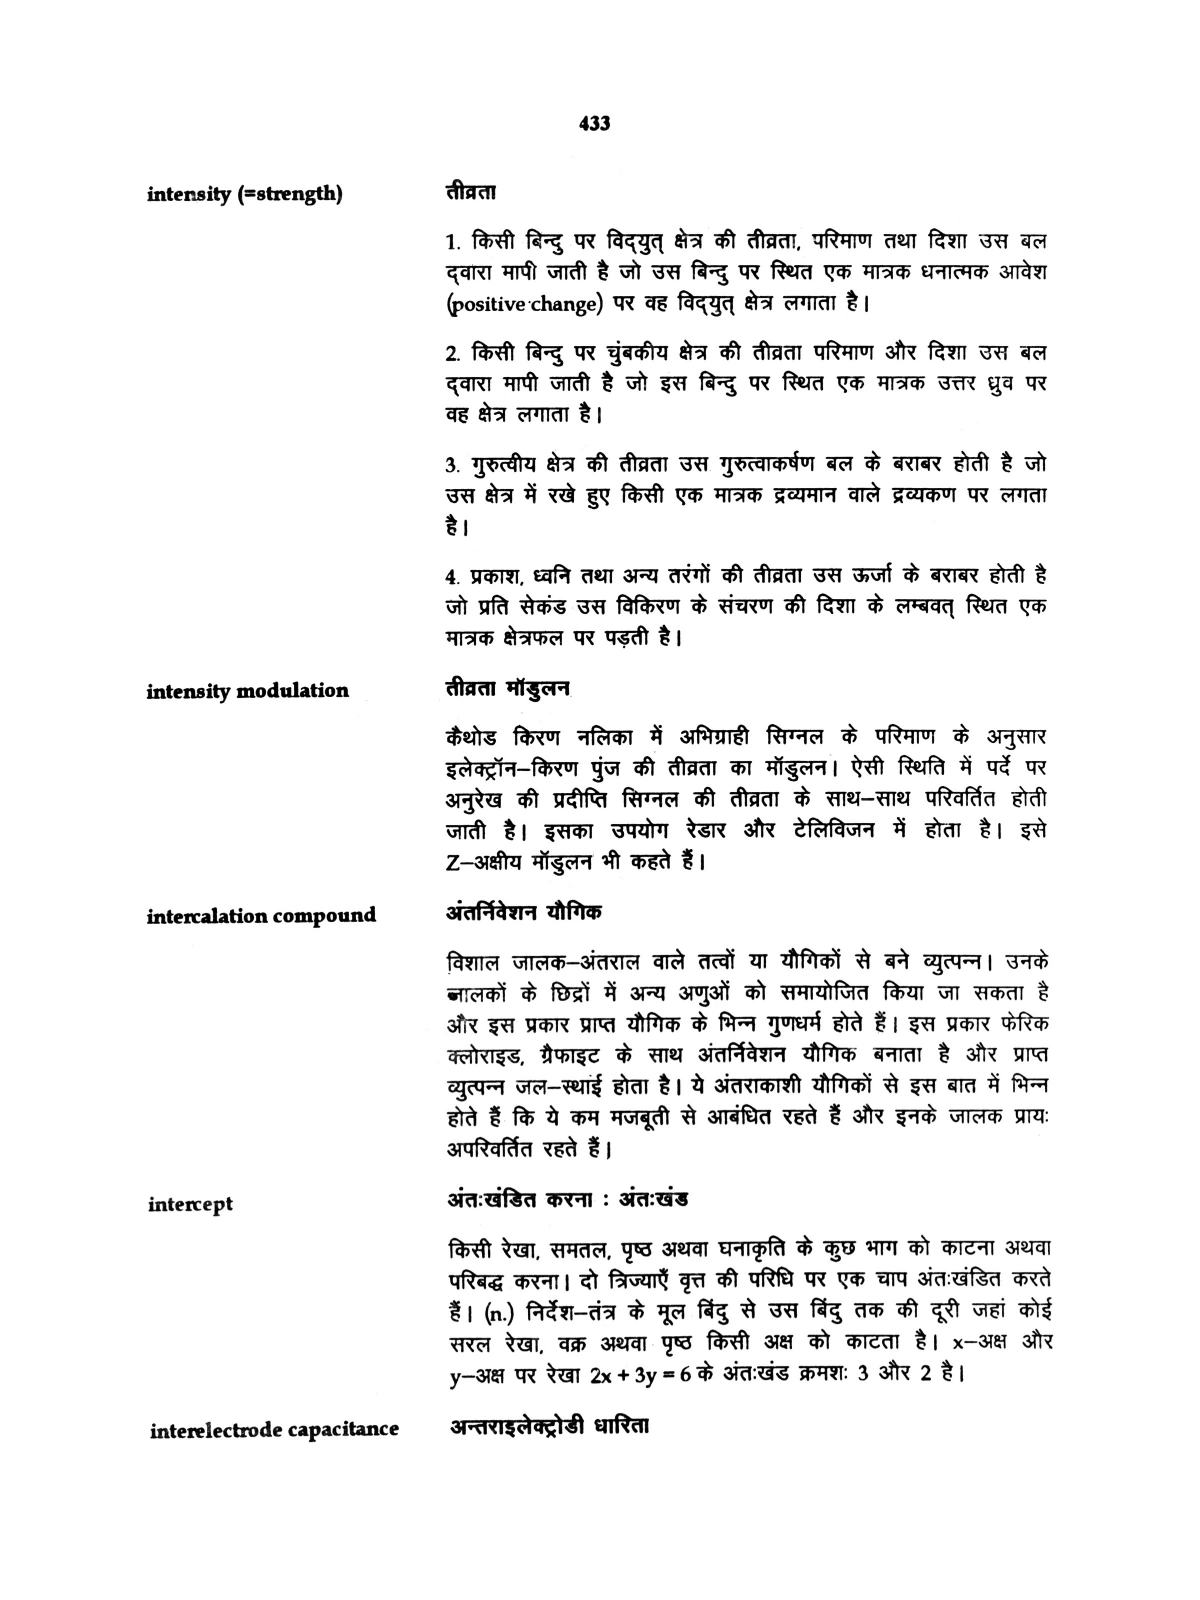 433
intensity (=strength) तीव्रता
1. किसी बिन्दु पर विद्युत् क्षेत्र की तीव्रता, परिमाण तथा दिशा उस बल
द्वारा मापी जाती है जो उस बिन्दु पर स्थित एक मात्रक धनात्मक आवेश
(positive change) पर वह विद्युत् क्षेत्र लगाता है।
2. किसी बिन्दु पर चुंबकीय क्षेत्र की तीव्रता परिमाण और दिशा उस बल
द्वारा मापी जाती है जो इस बिन्दु पर स्थित एक मात्रक उत्तर ध्रुव पर
वह क्षेत्र लगाता है।
3. गुरुत्वीय क्षेत्र की तीव्रता उस गुरुत्वाकर्षण बल के बराबर होती है जो
उस क्षेत्र में रखे हुए किसी एक मात्रक द्रव्यमान वाले द्रव्यकण पर लगता
है।
4. प्रकाश, ध्वनि तथा अन्य तरंगों की तीव्रता उस ऊर्जा के बराबर होती है
जो प्रति सेकंड उस विकिरण के संचरण की दिशा के लम्बवत् स्थित एक
मात्रक क्षेत्रफल पर पड़ती है।
intensity modulation तीव्रता मॉडुलन
कैथोड किरण नलिका में अभिग्राही सिग्नल के परिमाण के अनुसार
इलेक्ट्रॉन–किरण पुंज की तीव्रता का मॉडुलन। ऐसी स्थिति में पर्दे पर
अनुरेख की प्रदीप्ति सिग्नल की तीव्रता के साथ–साथ परिवर्तित होती
जाती है। इसका उपयोग रेडार और टेलिविजन में होता है। इसे
Z–अक्षीय मॉडुलन भी कहते हैं।
intercalation compound अंतर्निवेशन यौगिक
विशाल जालक–अंतराल वाले तत्वों या यौगिकों से बने व्युत्पन्न। उनके
जालकों के छिद्रों में अन्य अणुओं को समायोजित किया जा सकता है
और इस प्रकार प्राप्त यौगिक के भिन्न गुणधर्म होते हैं। इस प्रकार फेरिक
क्लोराइड, ग्रैफाइट के साथ अंतर्निवेशन यौगिक बनाता है और प्राप्त
व्युत्पन्न जल–स्थाई होता है। ये अंतराकाशी यौगिकों से इस बात में भिन्न
होते हैं कि ये कम मजबूती से आबंधित रहते हैं और इनके जालक प्रायः
अपरिवर्तित रहते हैं।
intercept अंतःखंडित करना : अंतःखंड
किसी रेखा, समतल, पृष्ठ अथवा घनाकृति के कुछ भाग को काटना अथवा
परिबद्ध करना। दो त्रिज्याएँ वृत्त की परिधि पर एक चाप अंतःखंडित करते
हैं। (n.) निर्देश–तंत्र के मूल बिंदु से उस बिंदु तक की दूरी जहां कोई
सरल रेखा, वक्र अथवा पृष्ठ किसी अक्ष को काटता है। x–अक्ष और
y–अक्ष पर रेखा 2x + 3y = 6 के अंतःखंड क्रमशः 3 और 2 है।
interelectrode capacitance अन्तराइलेक्ट्रोडी धारिता